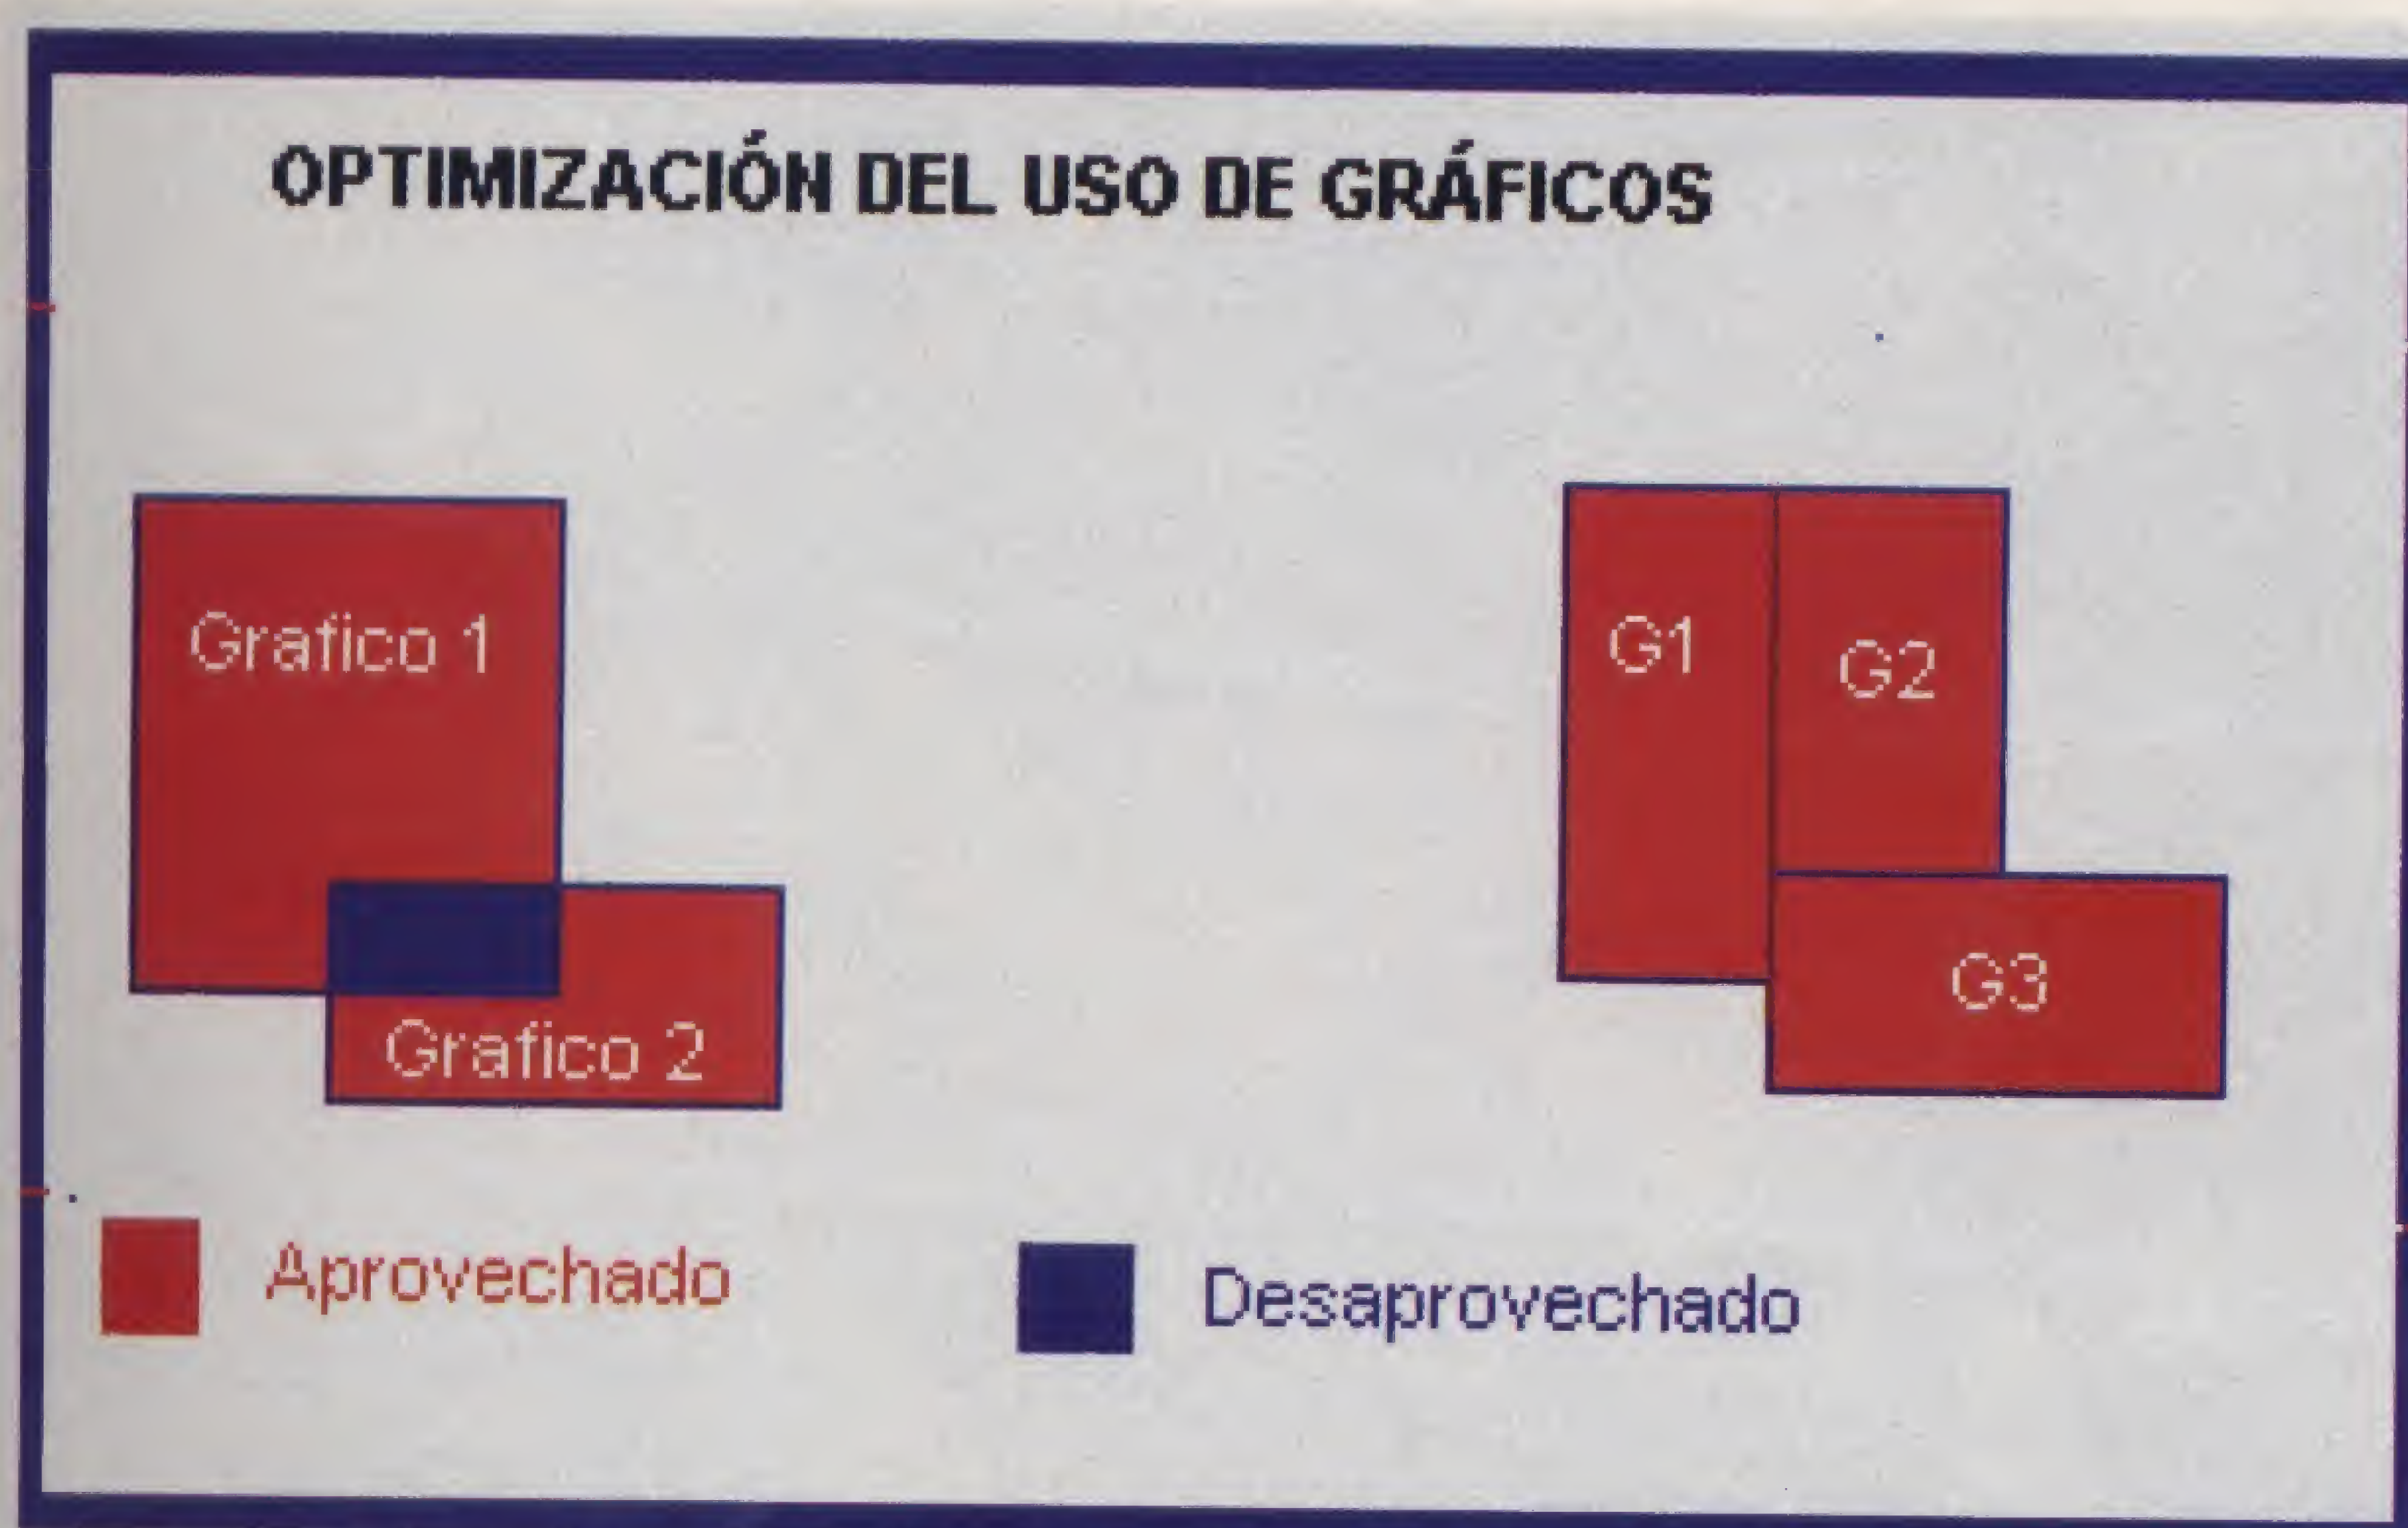 OPTIMIZACIÓN DEL USO DE GRÁFICOS
Grafico 1
Grafico 2
G1
G2
G3
Aprovechado
Desaprovechado